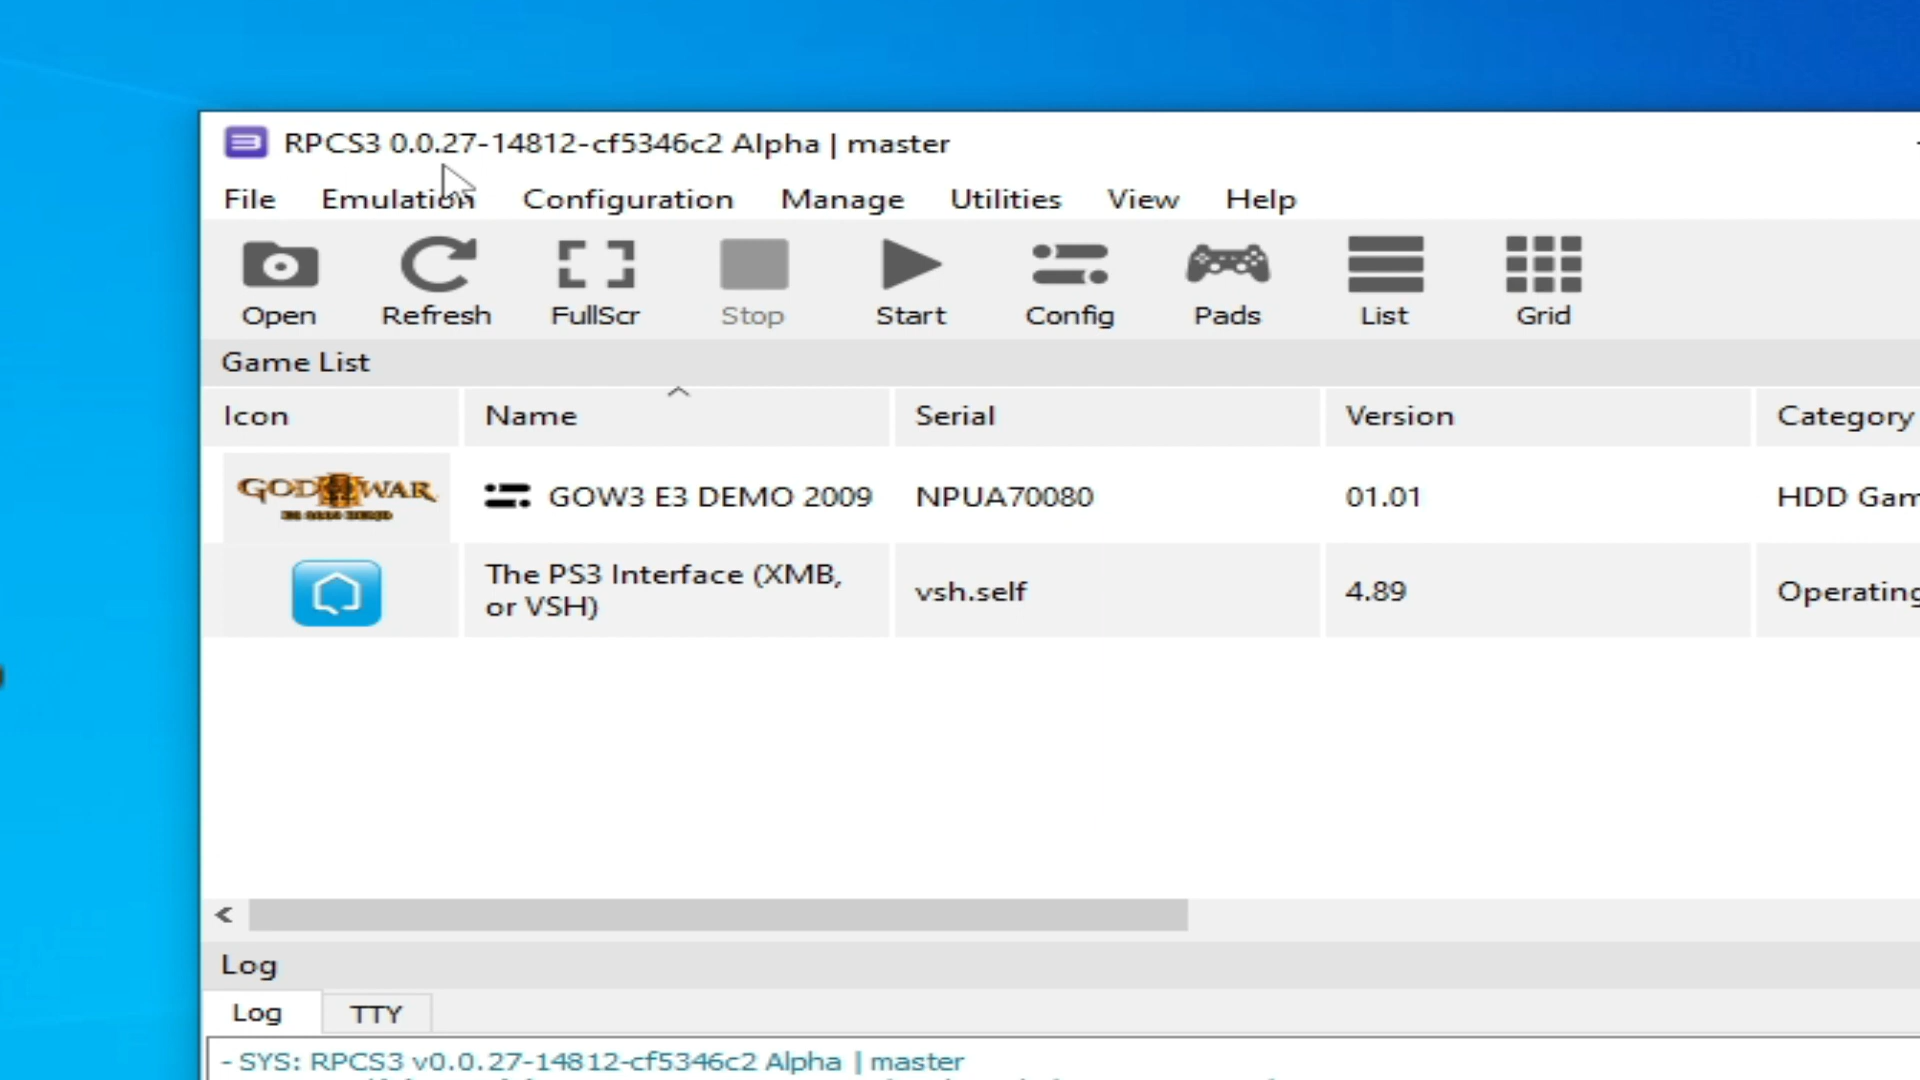 RPCS3 0.0.27-14812-cf5346c2 Alpha | master
File Emulation Configuration Manage Utilities View Help
Open Refresh FullScr Stop Start Config Pads List Grid
Game List
Icon Name Serial Version Category
GOD WAR GOW3 E3 DEMO 2009 NPUA70080 01.01 HDD Gam
The PS3 Interface (XMB,
or VSH) vsh.self 4.89 Operating
Log
Log TTY
- SYS: RPCS3 v0.0.27-14812-cf5346c2 Alpha | master